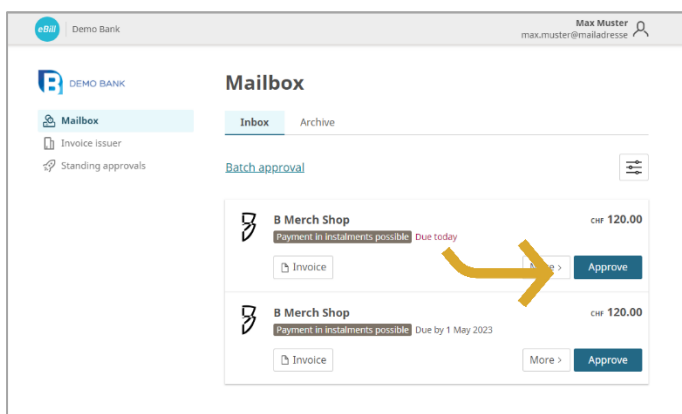 eBill Demo Bank
Max Muster
max.muster@mailadresse
DEMO BANK
Mailbox
Invoice issuer
Standing approvals
Mailbox
Inbox Archive
Batch approval
B Merch Shop CHF 120.00
Payment in instalments possible Due today
Invoice Approve
B Merch Shop CHF 120.00
Payment in instalments possible Due by 1 May 2023
Invoice More > Approve